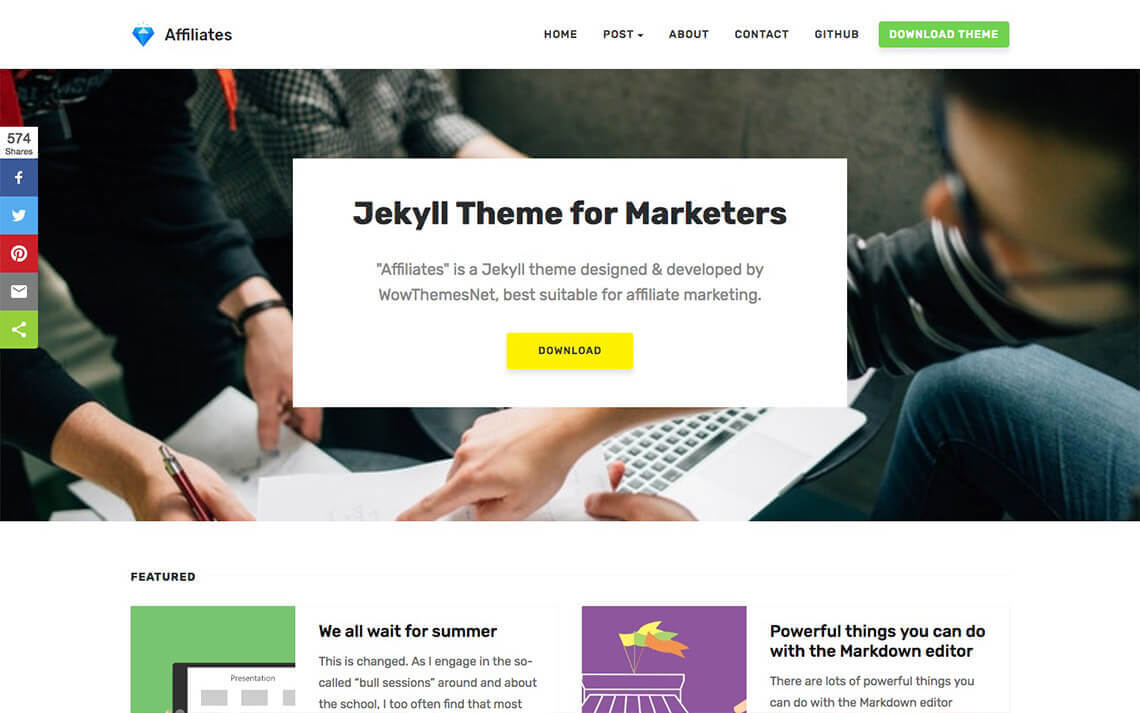 Affiliates
HOME
POST
ABOUT
CONTACT
GITHUB
DOWNLOAD THEME
574
Shares
Jekyll Theme for Marketers
"Affiliates" is a Jekyll theme designed & developed by
WowThemesNet, best suitable for affiliate marketing.
DOWNLOAD
FEATURED
Presentation
We all wait for summer
This is changed. As I engage in the so-
called “bull sessions” around and about
the school, I too often find that most
Powerful things you can do
with the Markdown editor
There are lots of powerful things you
can do with the Markdown editor